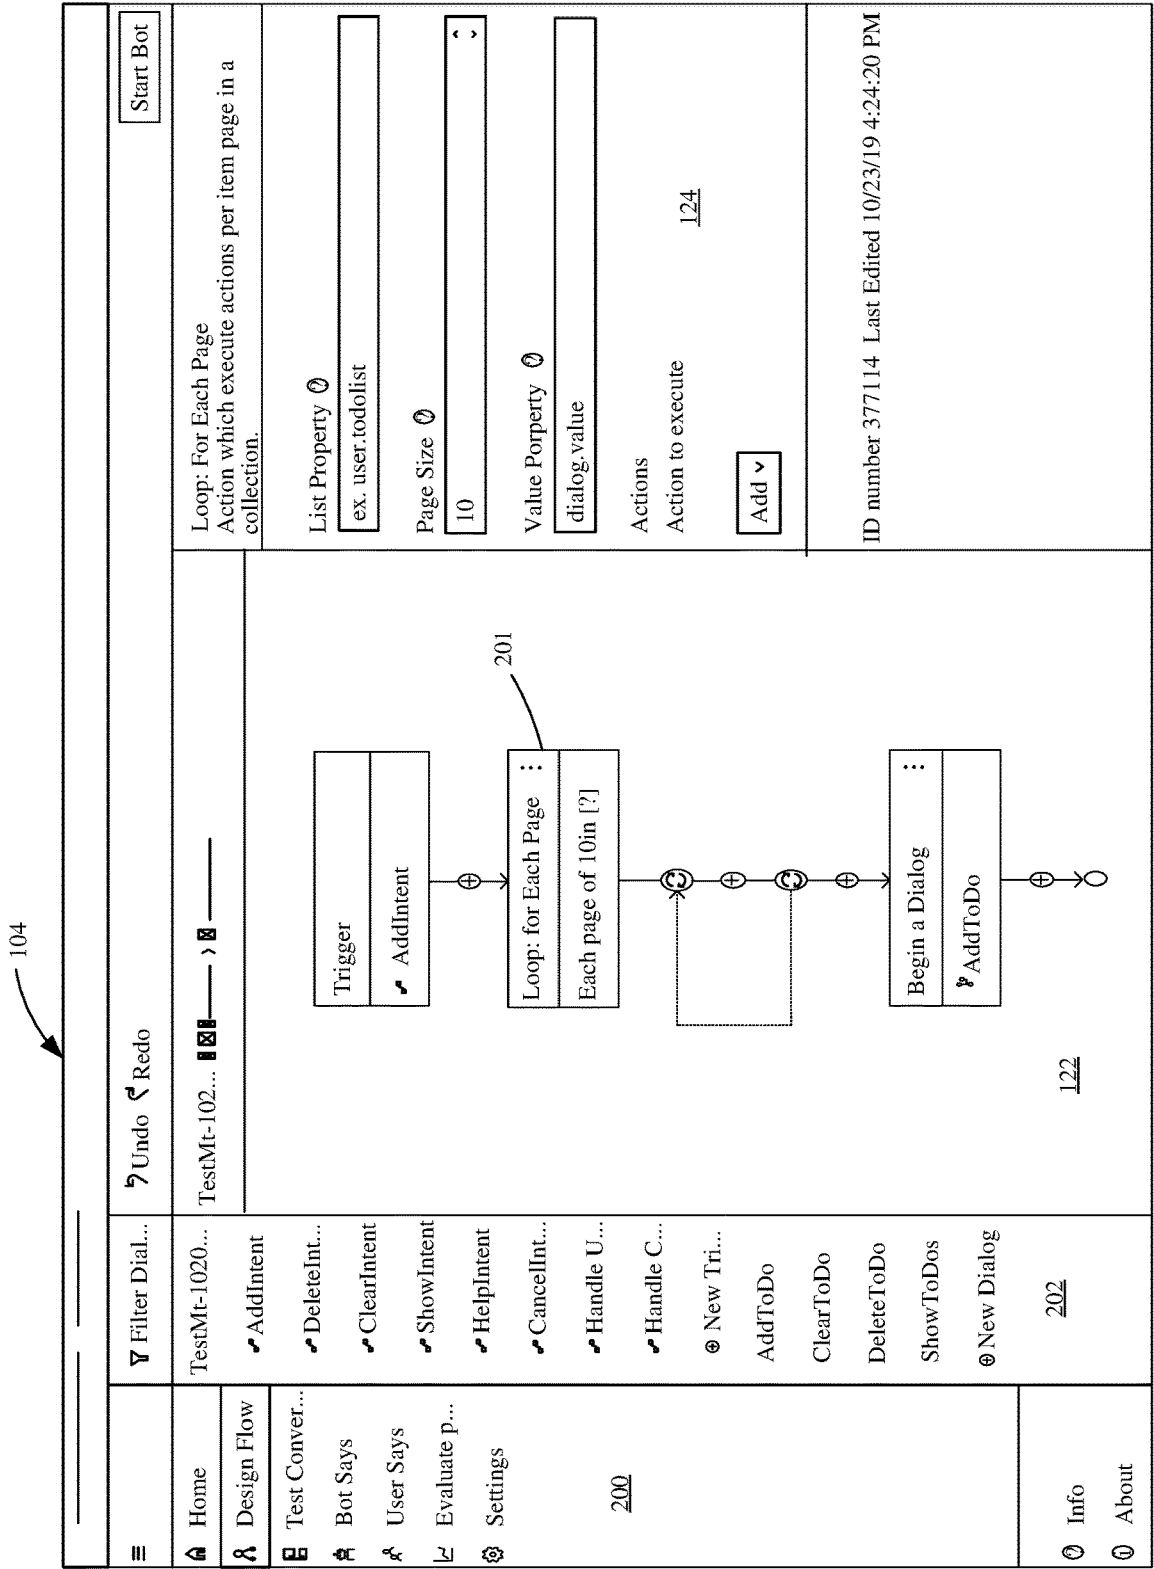 104
Filter Dial...
Undo
Redo
Start Bot
Home
Design Flow
Test Conver...
Bot Says
User Says
Evaluate p...
Settings
200
Info
About
TestMt-1020...
AddIntent
DeleteInt...
ClearIntent
ShowIntent
HelpIntent
CancelInt...
Handle U...
Handle C...
New Tri...
AddToDo
ClearToDo
DeleteToDo
ShowToDos
New Dialog
202
TestMt-102...
Trigger
AddIntent
201
Loop: for Each Page
Each page of 10in [?]
Begin a Dialog
AddToDo
122
Loop: For Each Page
Action which execute actions per item page in a
collection.
List Property
ex. user.todolist
Page Size
10
Value Porperty
dialog.value
Actions
Action to execute
124
Add
ID number 377114 Last Edited 10/23/19 4:24:20 PM